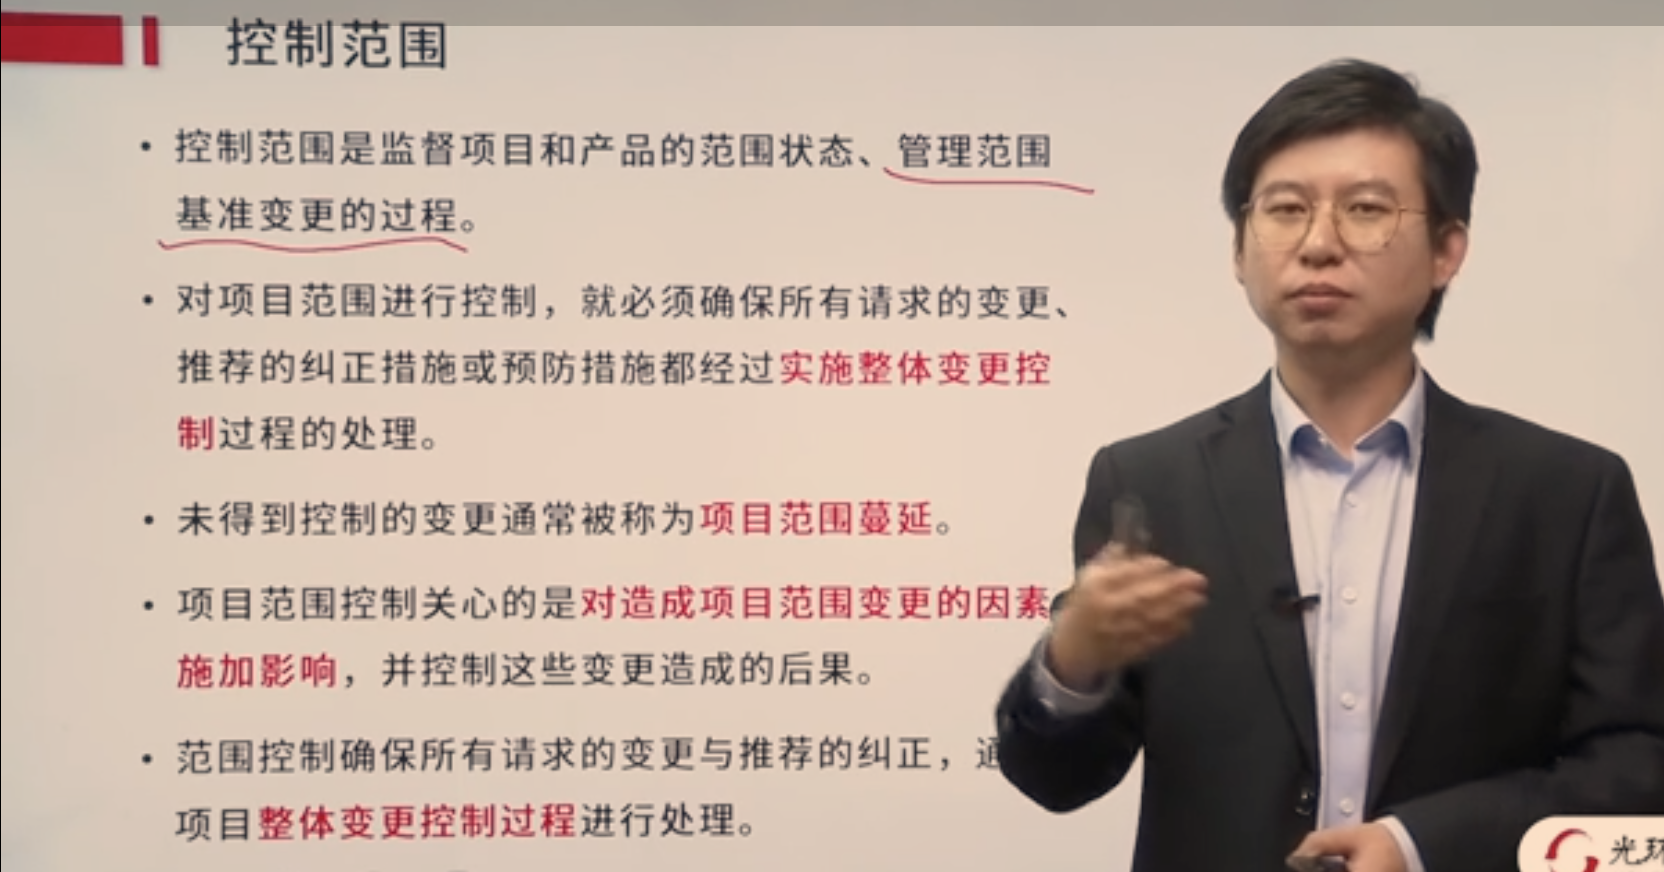 控制范围
• 控制范围是监督项目和产品的范围状态、管理范围
基准变更的过程。
• 对项目范围进行控制，就必须确保所有请求的变更、
推荐的纠正措施或预防措施都经过实施整体变更控
制过程的处理。
• 未得到控制的变更通常被称为项目范围蔓延。
• 项目范围控制关心的是对造成项目范围变更的因素
施加影响，并控制这些变更造成的后果。
• 范围控制确保所有请求的变更与推荐的纠正，通
项目整体变更控制过程进行处理。
光环